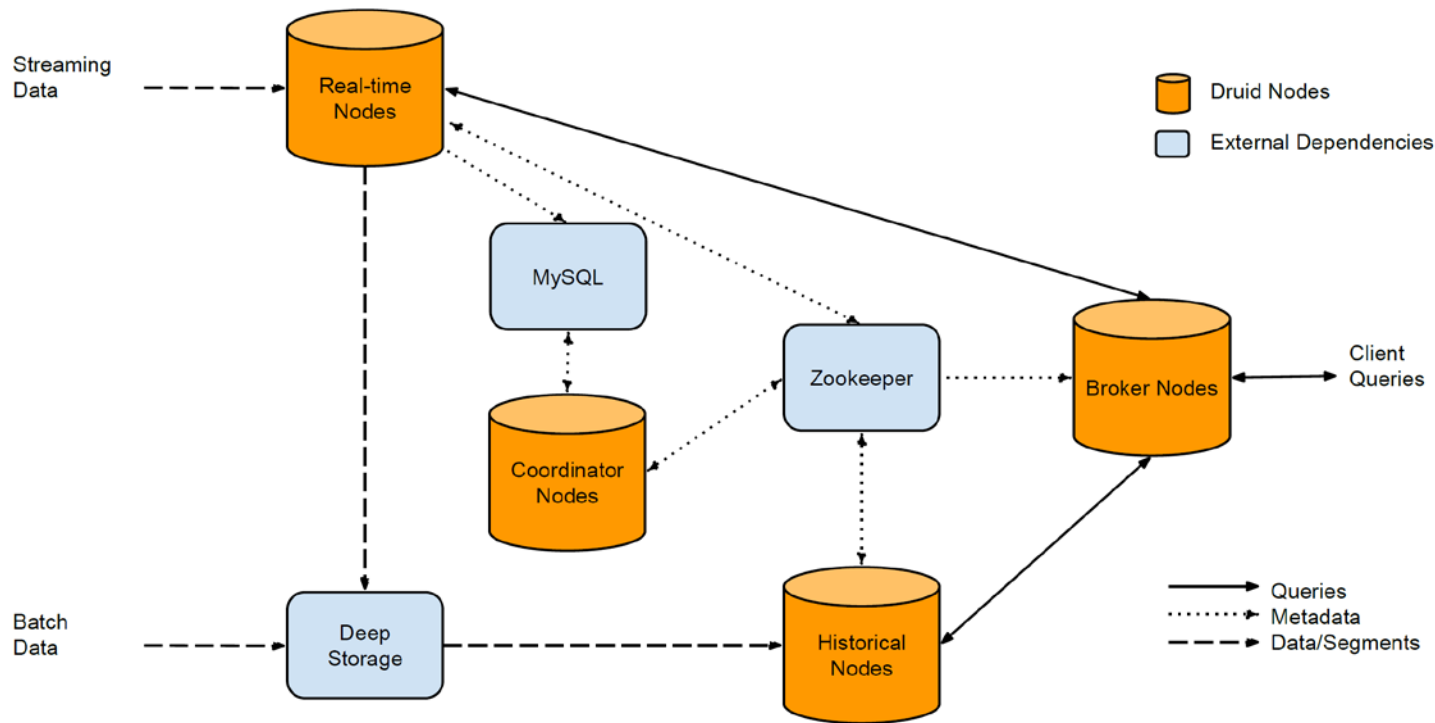 Streaming
Data
Real-time
Nodes
Druid Nodes
External Dependencies
MySQL
Zookeeper
Broker Nodes
Client
Queries
Coordinator
Nodes
Batch
Data
Deep
Storage
Historical
Nodes
Queries
Metadata
Data/Segments